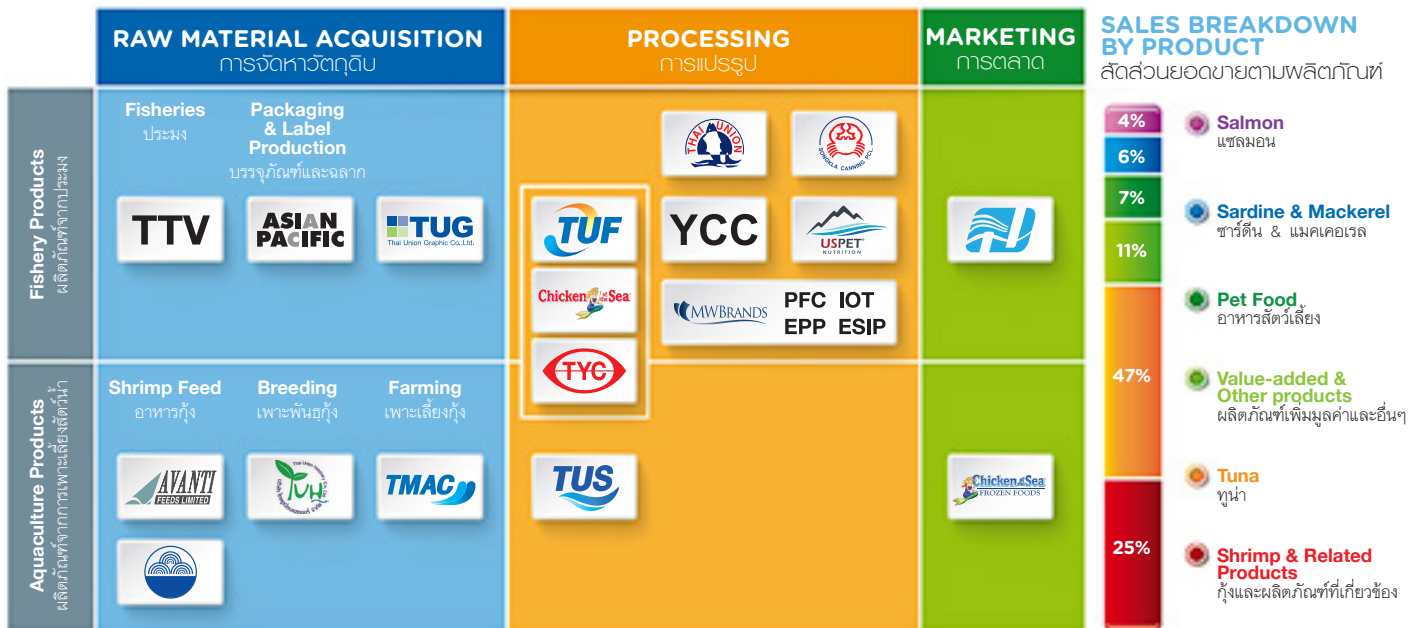 RAW MATERIAL ACQUISITION
การจัดหาวัตถุดิบ
PROCESSING
การแปรรูป
MARKETING
การตลาด
SALES BREAKDOWN
BY PRODUCT
สัดส่วนยอดขายตามผลิตภัณฑ์
Fishery Products
ผลิตภัณฑ์จากประมง
Fisheries
ประมง
Packaging
& Label
Production
บรรจุภัณฑ์และฉลาก
TTV
ASIAN
PACIFIC
TUG
Thai Union Graphic Co.,Ltd.
TUF
Chicken of the Sea
TYC
THAI UNION
SONGKLA CANNING PCL.
YCC
USPET
NUTRITION
MWBRANDS
PFC IOT
EPP ESIP
Aquaculture Products
ผลิตภัณฑ์จากการเพาะเลี้ยงสัตว์น้ำ
Shrimp Feed
อาหารกุ้ง
Breeding
เพาะพันธุ์กุ้ง
Farming
เพาะเลี้ยงกุ้ง
AVANTI
FEEDS LIMITED
TUH
TMAC
TUS
Chicken of the Sea
FROZEN FOODS
4%
6%
7%
11%
47%
25%
Salmon
แซลมอน
Sardine & Mackerel
ซาร์ดีน & แมคเคอเรล
Pet Food
อาหารสัตว์เลี้ยง
Value-added &
Other products
ผลิตภัณฑ์เพิ่มมูลค่าและอื่นๆ
Tuna
ทูน่า
Shrimp & Related
Products
กุ้งและผลิตภัณฑ์ที่เกี่ยวข้อง